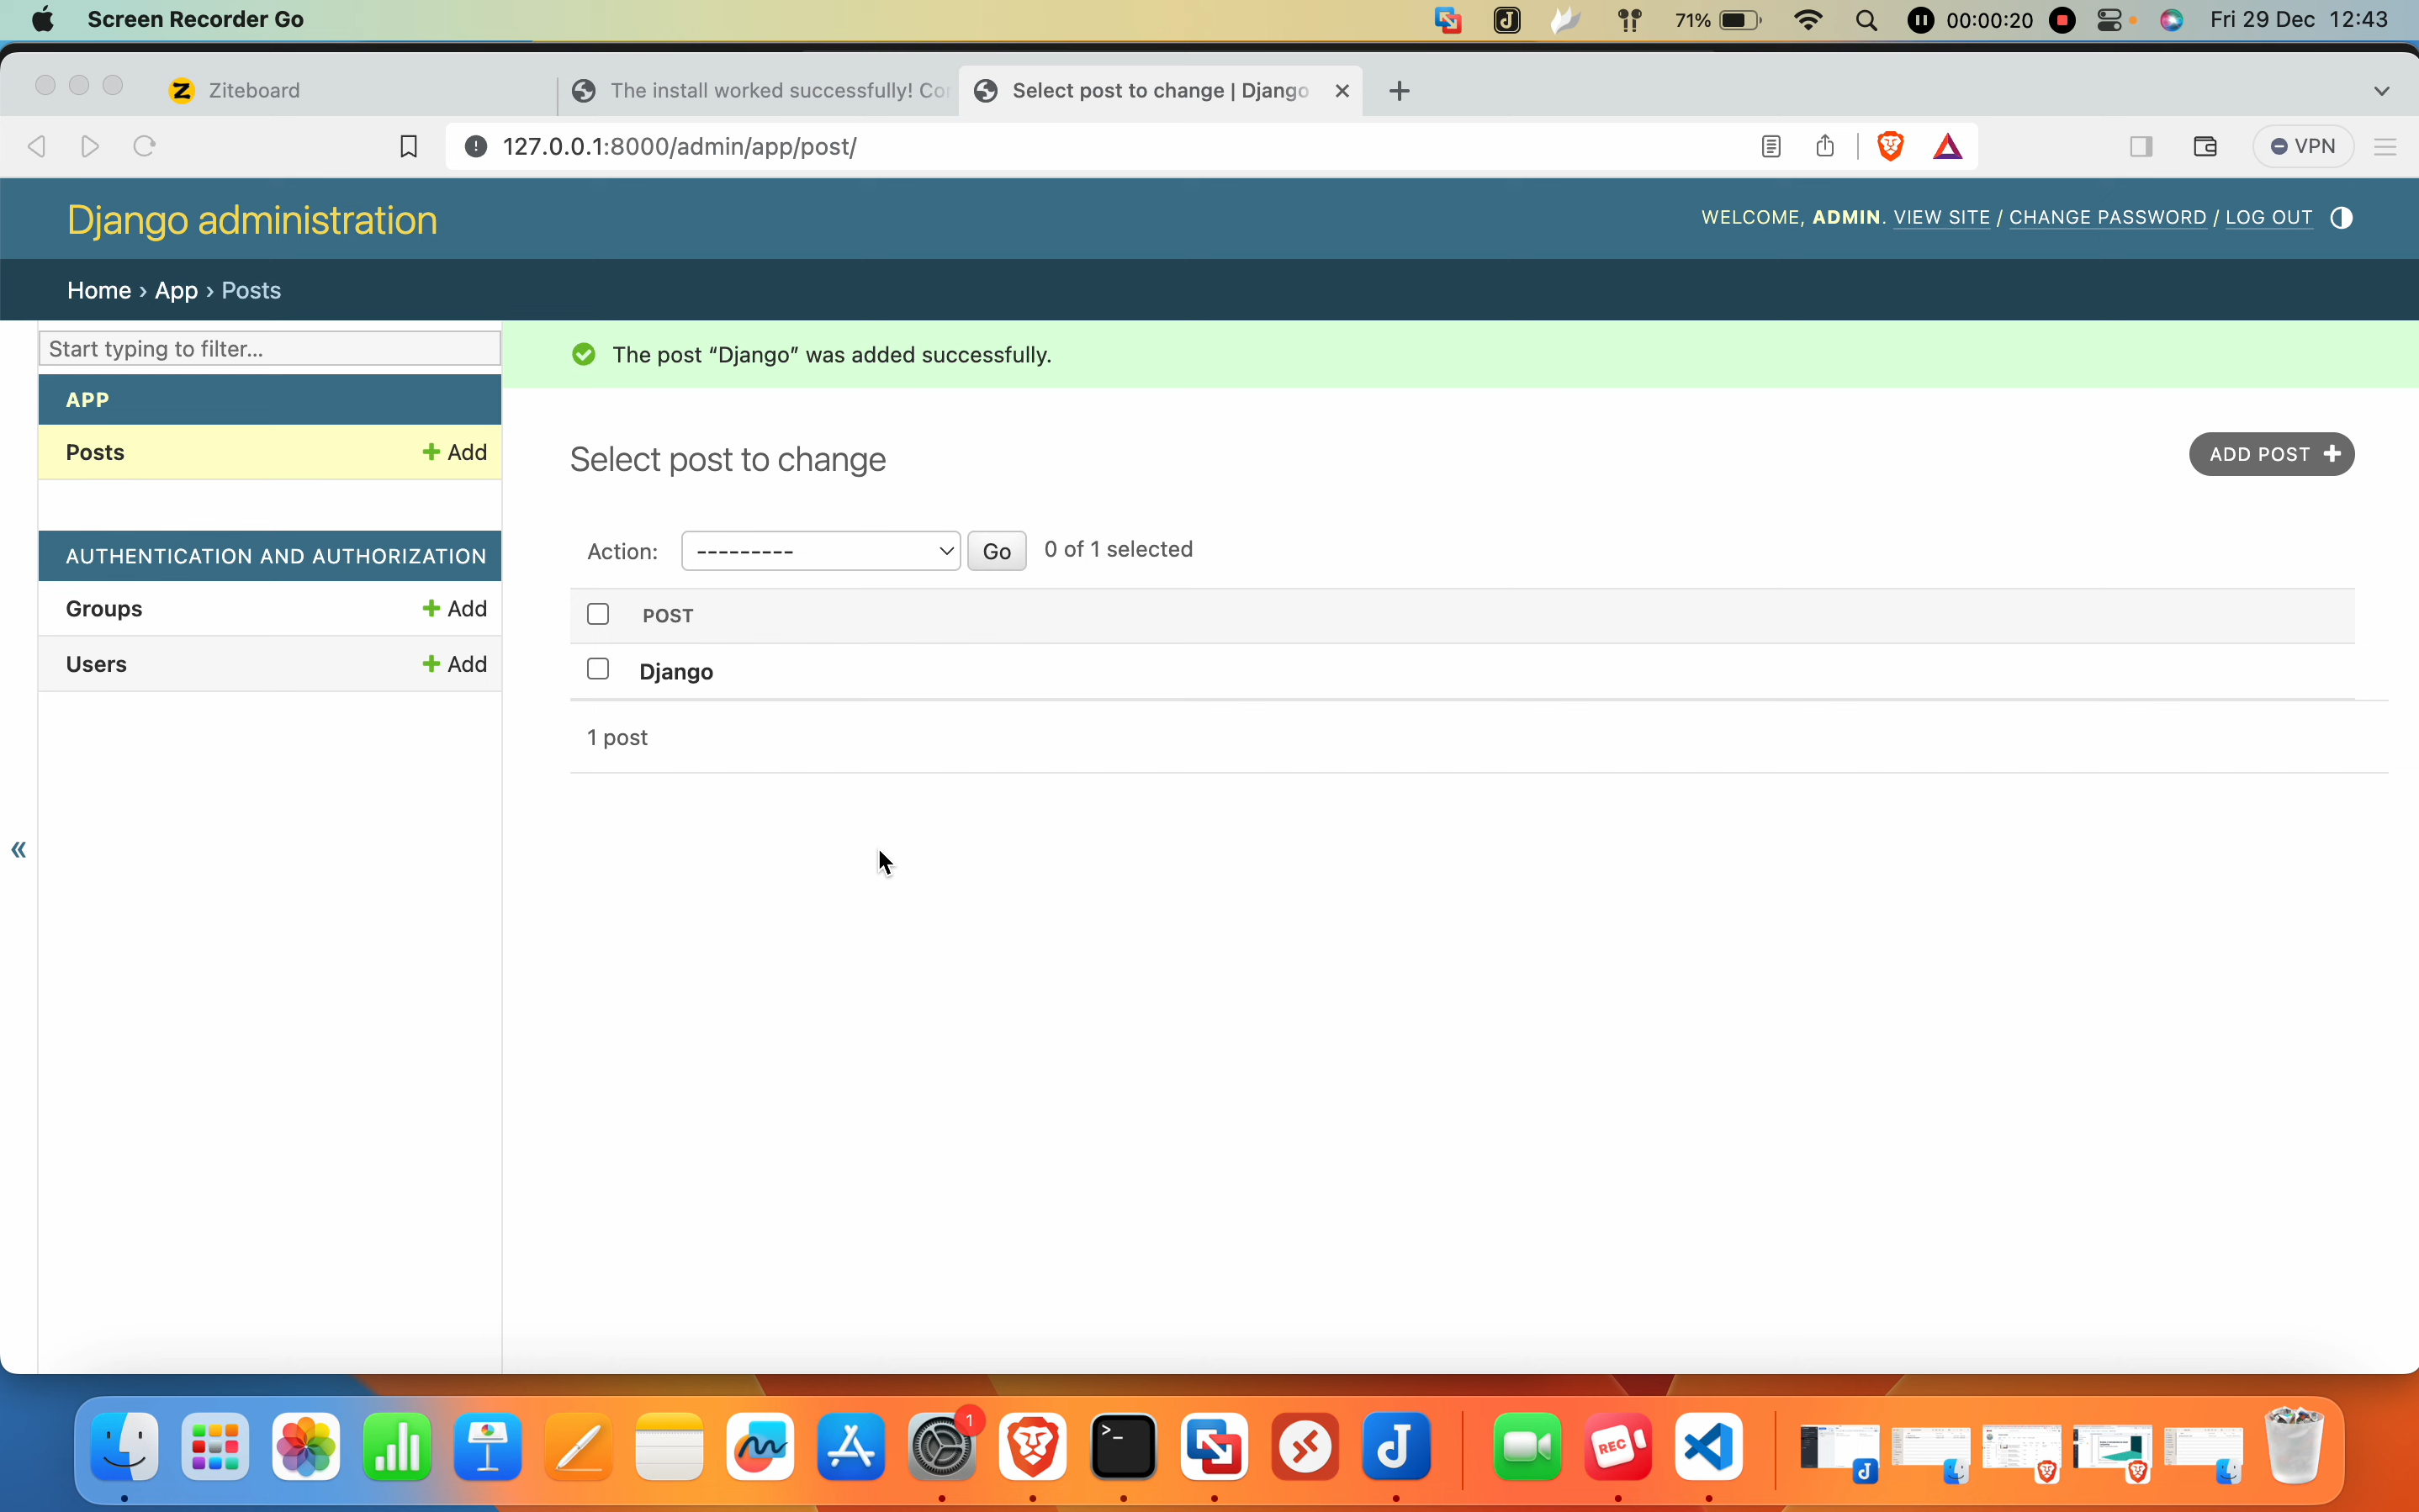 Screen Recorder Go
71%
00:00:20
Fri 29 Dec 12:43
Ziteboard
The install worked successfully! Co
Select post to change | Django
127.0.0.1:8000/admin/app/post/
VPN
Django administration
WELCOME, ADMIN. VIEW SITE / CHANGE PASSWORD / LOG OUT
Home › App › Posts
Start typing to filter...
The post “Django” was added successfully.
APP
Posts
+ Add
Select post to change
ADD POST +
AUTHENTICATION AND AUTHORIZATION
Action:
---------
Go
0 of 1 selected
Groups
+ Add
POST
Users
+ Add
Django
1 post
«
1
REC